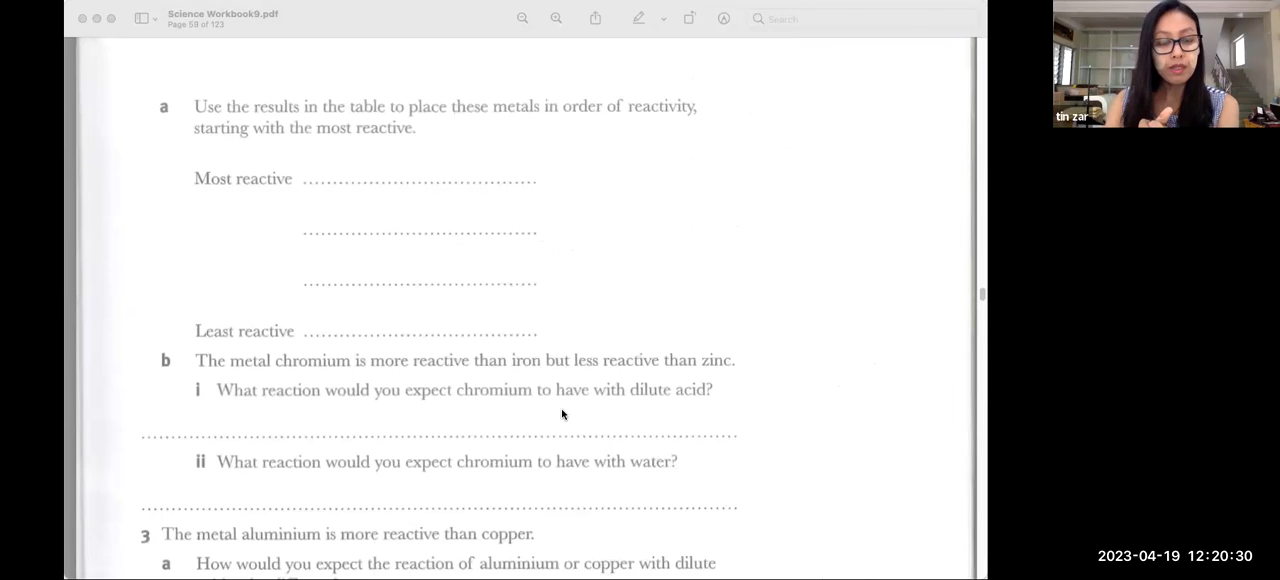 Science Workbook9.pdf
Page 59 of 123
Search
tin zar
a Use the results in the table to place these metals in order of reactivity,
starting with the most reactive.
Most reactive ........................................
........................................
........................................
Least reactive ........................................
b The metal chromium is more reactive than iron but less reactive than zinc.
i What reaction would you expect chromium to have with dilute acid?
....................................................................................................
ii What reaction would you expect chromium to have with water?
....................................................................................................
3 The metal aluminium is more reactive than copper.
a How would you expect the reaction of aluminium or copper with dilute
2023-04-19 12:20:30